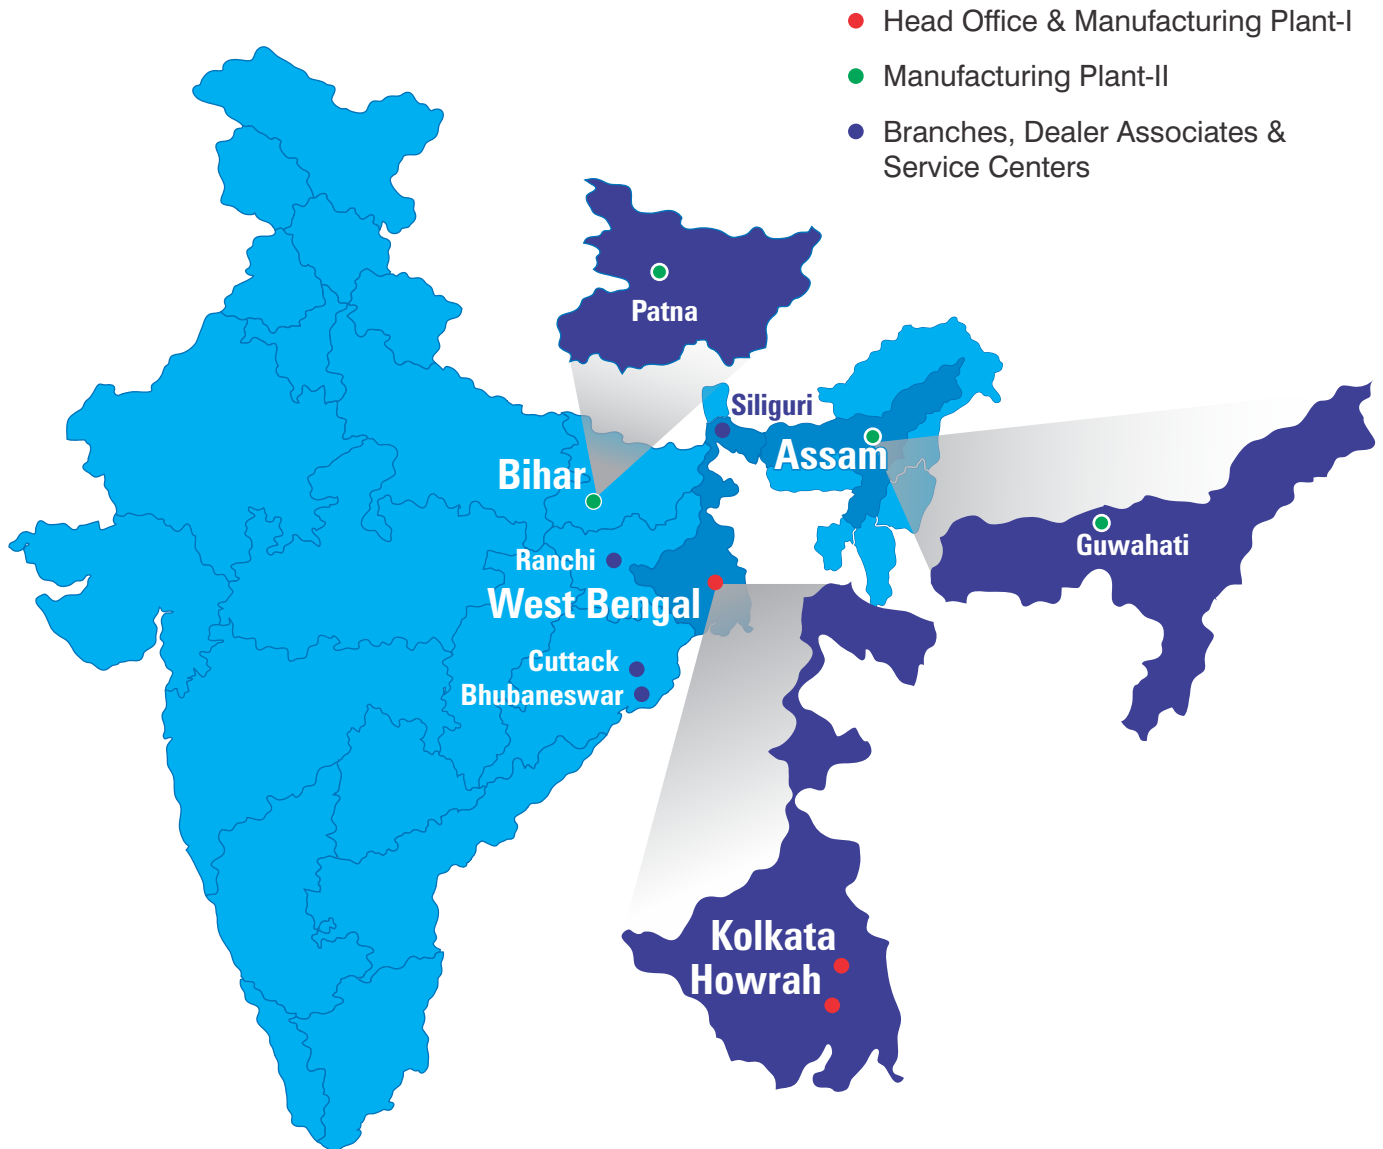 Head Office & Manufacturing Plant-I
Manufacturing Plant-II
Branches, Dealer Associates &
Service Centers
Patna
Siliguri
Assam
Bihar
Guwahati
Ranchi
West Bengal
Cuttack
Bhubaneswar
Kolkata
Howrah